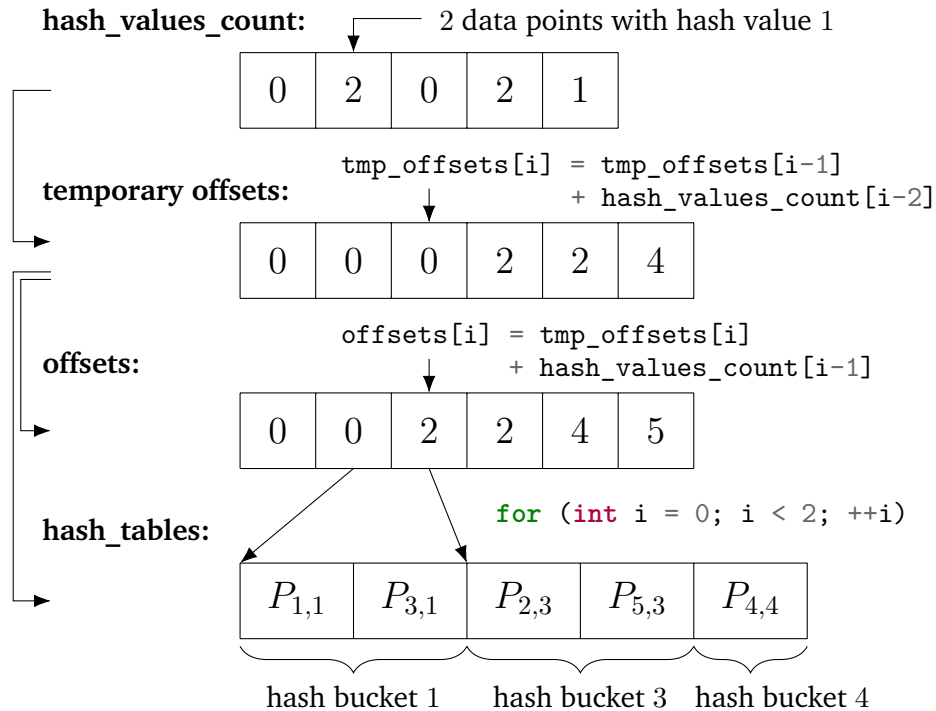 hash_values_count: 2 data points with hash value 1
0 2 0 2 1
tmp_offsets[i] = tmp_offsets[i-1]
temporary offsets: + hash_values_count[i-2]
0 0 0 2 2 4
offsets[i] = tmp_offsets[i]
offsets: + hash_values_count[i-1]
0 0 2 2 4 5
for (int i = 0; i < 2; ++i)
hash_tables:
P1,1 P3,1 P2,3 P5,3 P4,4
hash bucket 1 hash bucket 3 hash bucket 4